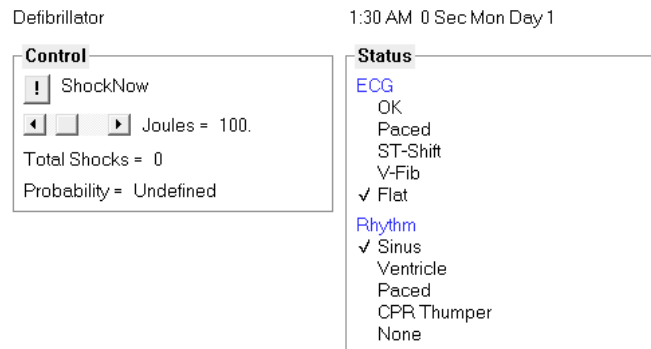 Defibrillator
1:30 AM 0 Sec Mon Day 1
Control
! ShockNow
Joules = 100.
Total Shocks = 0
Probability = Undefined
Status
ECG
OK
Paced
ST-Shift
V-Fib
✓ Flat
Rhythm
✓ Sinus
Ventricle
Paced
CPR Thumper
None